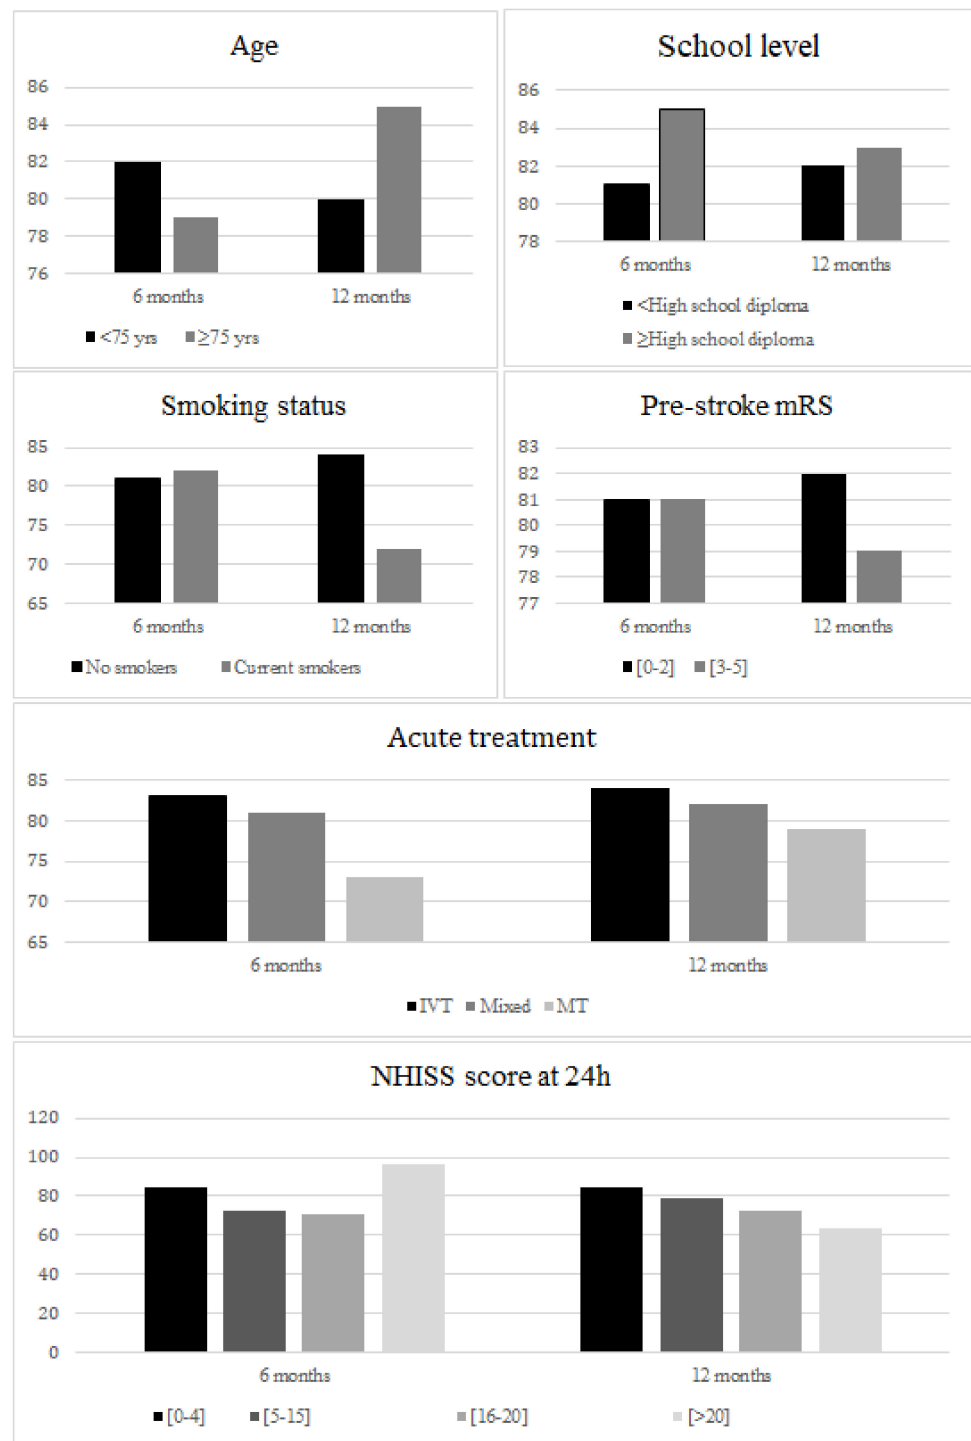 Age
86
84
82
80
78
76
6 months 12 months
<75 yrs ≥75 yrs
School level
86
84
82
80
78
6 months 12 months
<High school diploma
≥High school diploma
Smoking status
85
80
75
70
65
6 months 12 months
No smokers Current smokers
Pre-stroke mRS
83
82
81
80
79
78
77
6 months 12 months
[0-2] [3-5]
Acute treatment
85
80
75
70
65
6 months 12 months
IVT Mixed MT
NHISS score at 24h
120
100
80
60
40
20
0
6 months 12 months
[0-4] [5-15] [16-20] [>20]